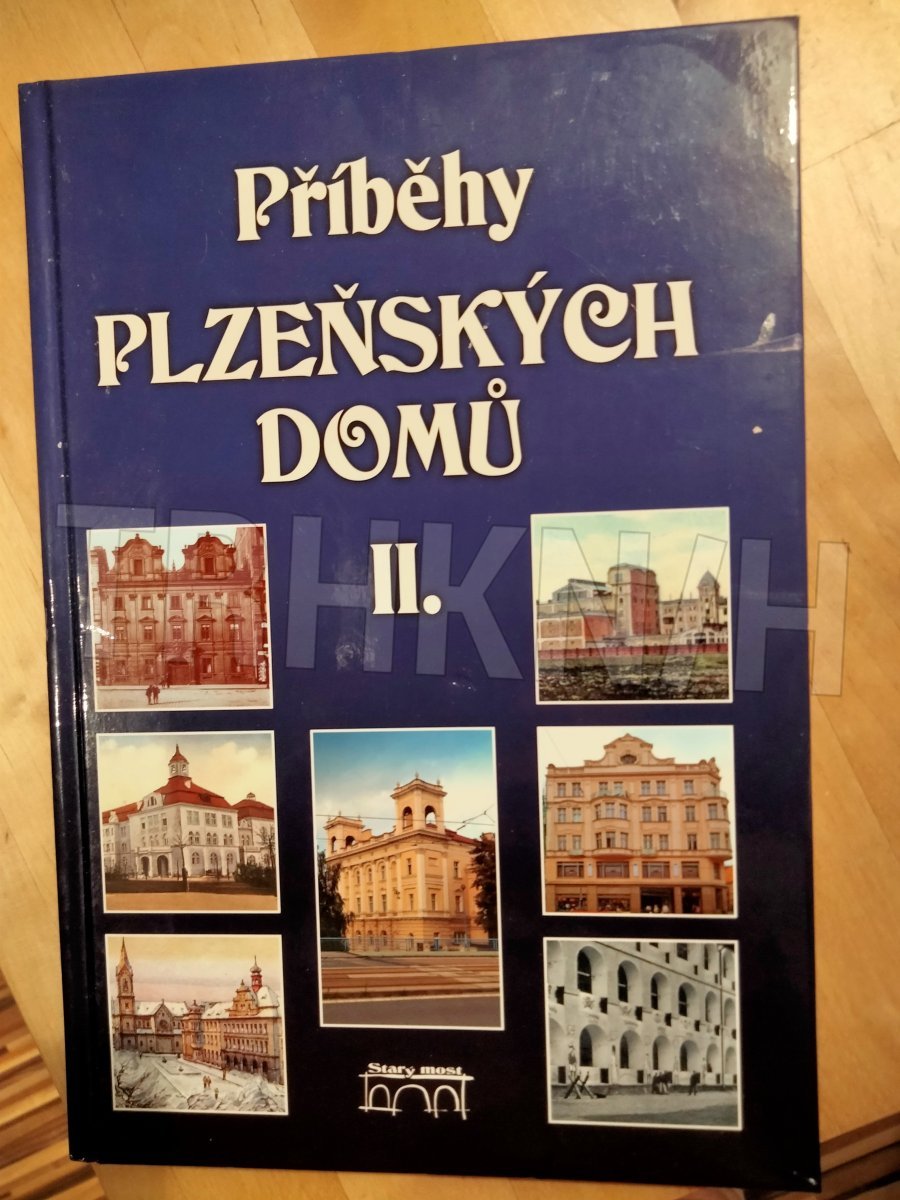 Příběhy
PLZEŇSKÝCH
DOMŮ
II.
Starý most